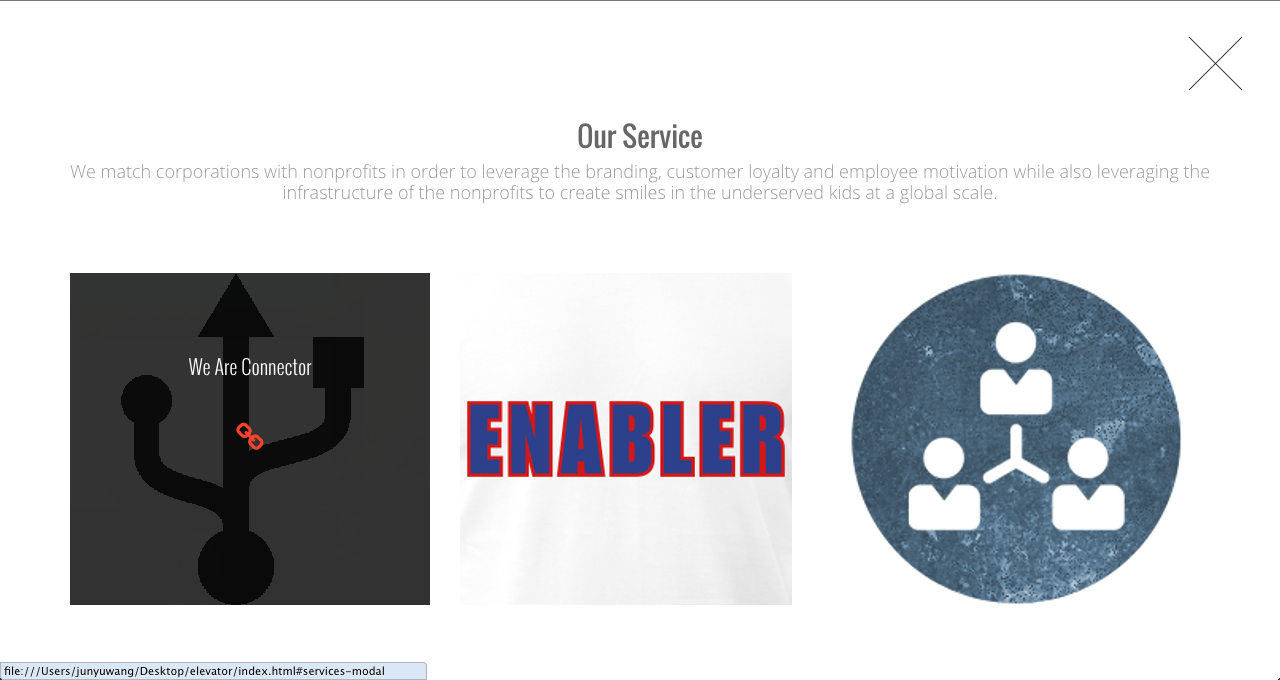 Our Service
We match corporations with nonprofits in order to leverage the branding, customer loyalty and employee motivation while also leveraging the
infrastructure of the nonprofits to create smiles in the underserved kids at a global scale.
We Are Connector
ENABLER
file:///Users/junyuwang/Desktop/elevator/index.html#services-modal